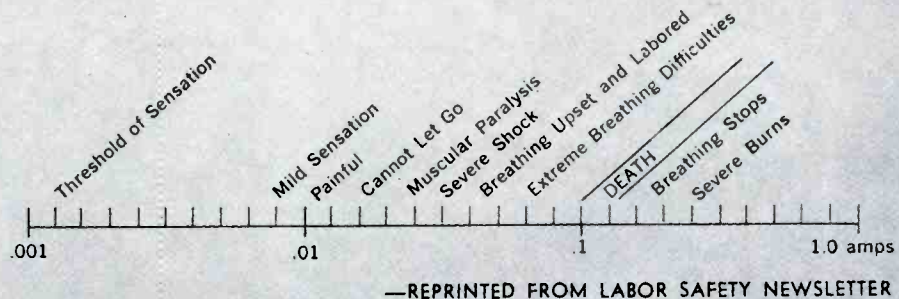 Threshold of Sensation
Mild Sensation
Painful
Cannot Let Go
Muscular Paralysis
Severe Shock
Breathing Upset and Labored
Extreme Breathing Difficulties
DEATH
Breathing Stops
Severe Burns
.001 .01 .1 1.0 amps
—REPRINTED FROM LABOR SAFETY NEWSLETTER